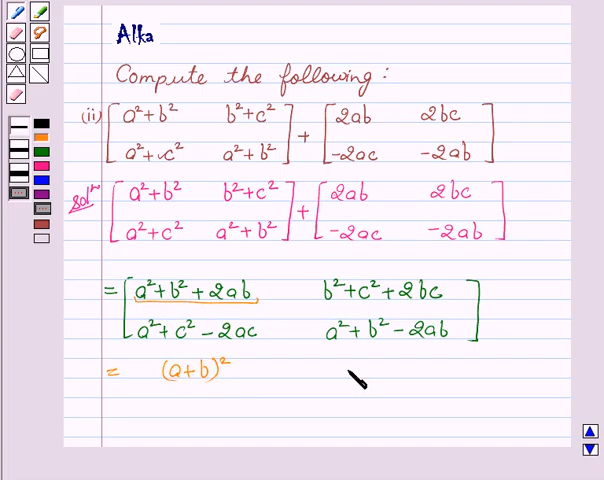 Alka
Compute the following:
(ii) [a²+b² b²+c²] + [2ab 2bc]
[a²+c² a²+b²] [-2ac -2ab]
Solⁿ [a²+b² b²+c²] + [2ab 2bc]
[a²+c² a²+b²] [-2ac -2ab]
= [a²+b²+2ab b²+c²+2bc]
[a²+c²-2ac a²+b²-2ab]
= (a+b)²